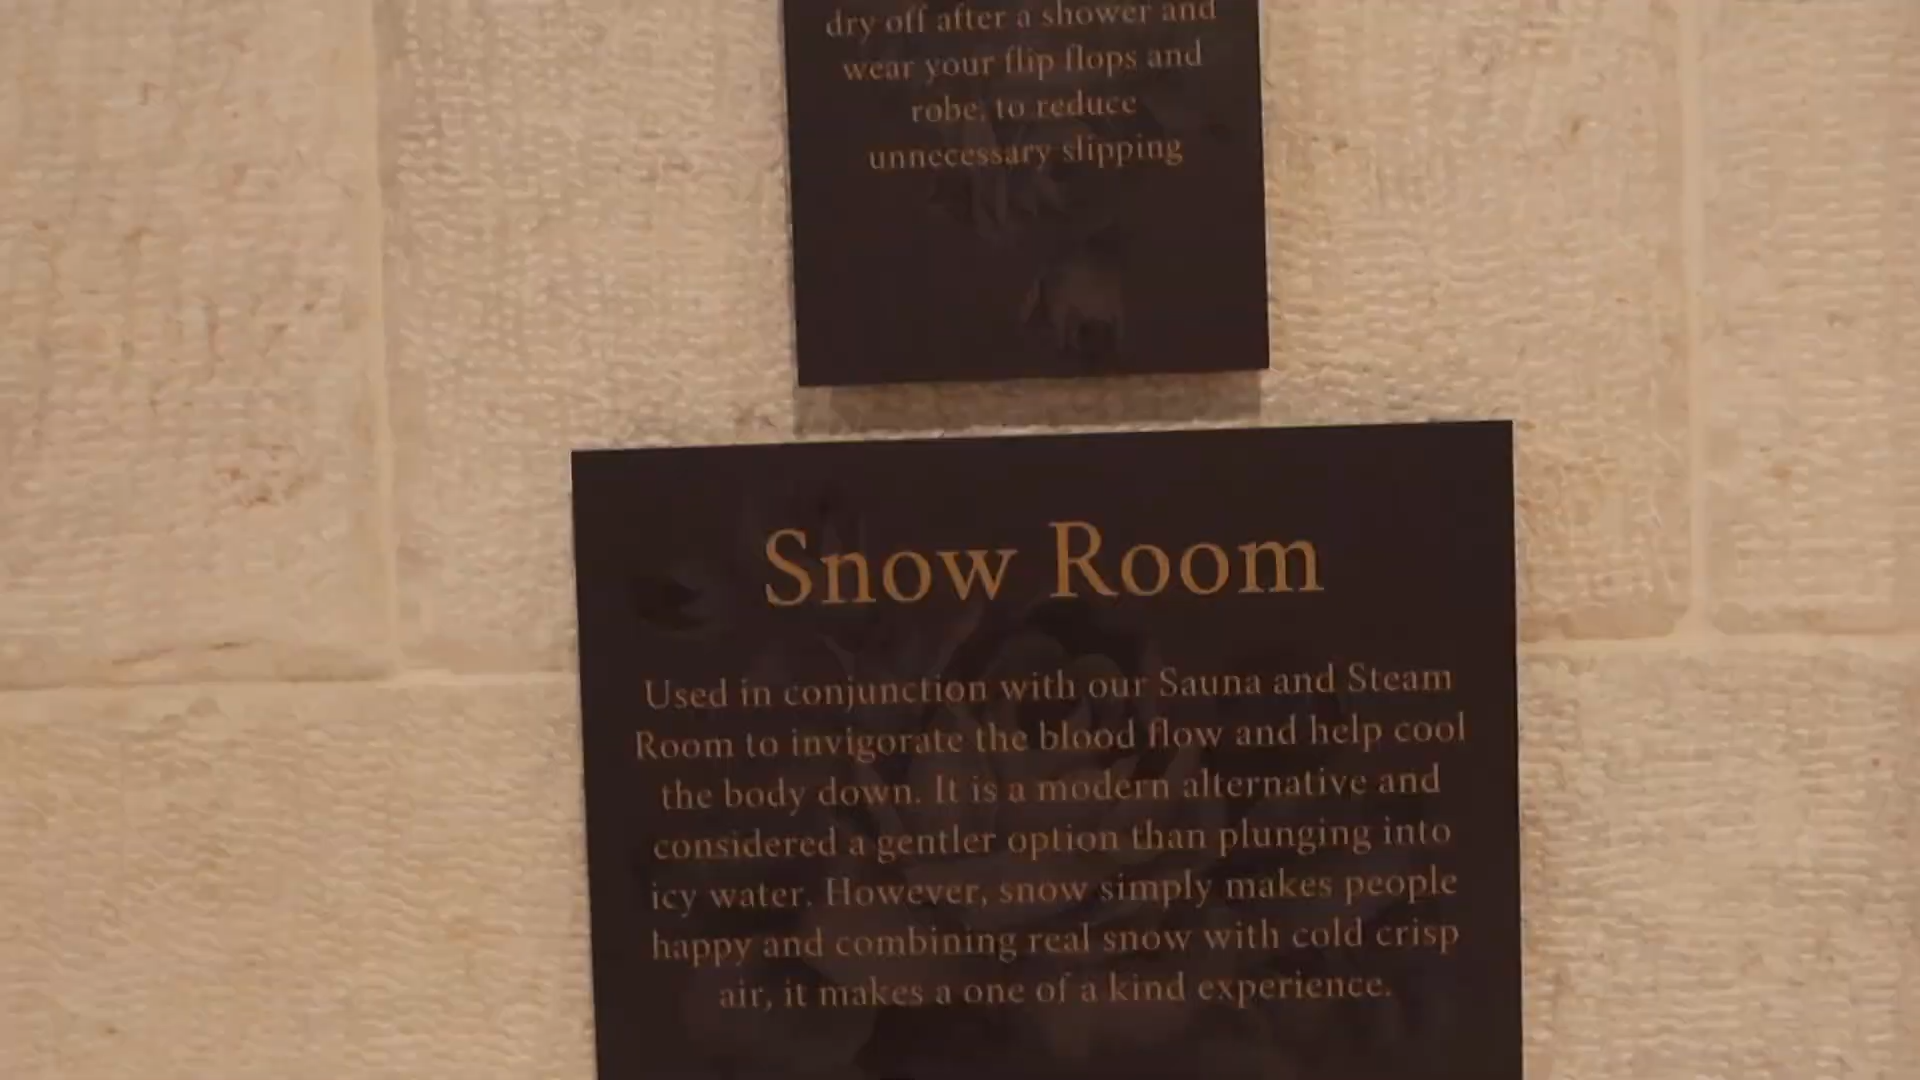 dry off after a shower and
wear your flip flops and
robe, to reduce
unnecessary slipping
Snow Room
Used in conjunction with our Sauna and Steam
Room to invigorate the blood flow and help cool
the body down. It is a modern alternative and
considered a gentler option than plunging into
icy water. However, snow simply makes people
happy and combining real snow with cold crisp
air, it makes a one of a kind experience.